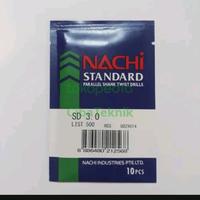 NACHI
STANDARD
PARALLEL SHANK TWIST DRILLS
SD 3.0
LIST 500
NACHI INDUSTRIES PTE.LTD.
10PCS